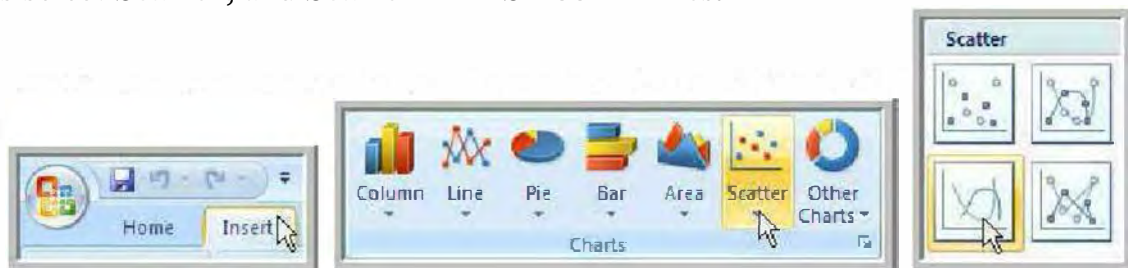 Scatter
Home Insert
Column Line Pie Bar Area Scatter Other
Charts
Charts